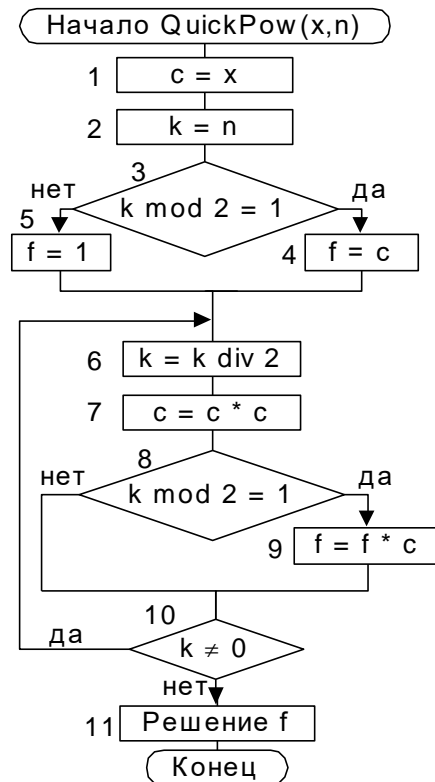 Начало QuickPow(x,n)
1
c = x
2
k = n
3
нет
да
k mod 2 = 1
5
f = 1
4
f = c
6
k = k div 2
7
c = c * c
8
нет
да
k mod 2 = 1
9
f = f * c
10
да
k ≠ 0
нет
11
Решение f
Конец